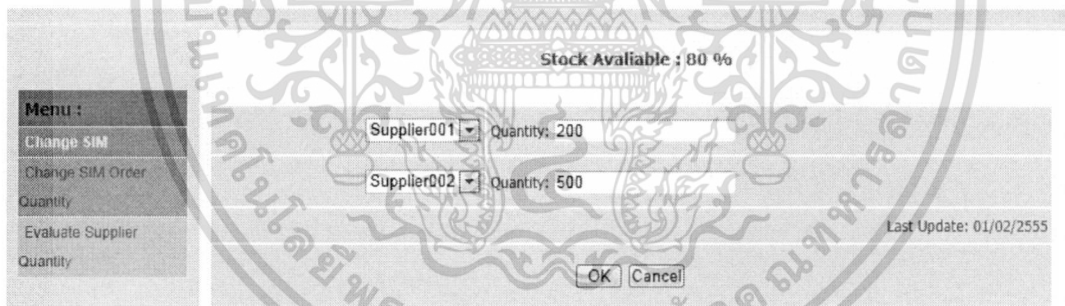 Stock Avaliable : 80 %
Menu :
Change SIM
Change SIM Order
Quantity
Evaluate Supplier
Quantity
Supplier001 Quantity: 200
Supplier002 Quantity: 500
Last Update: 01/02/2555
OK Cancel